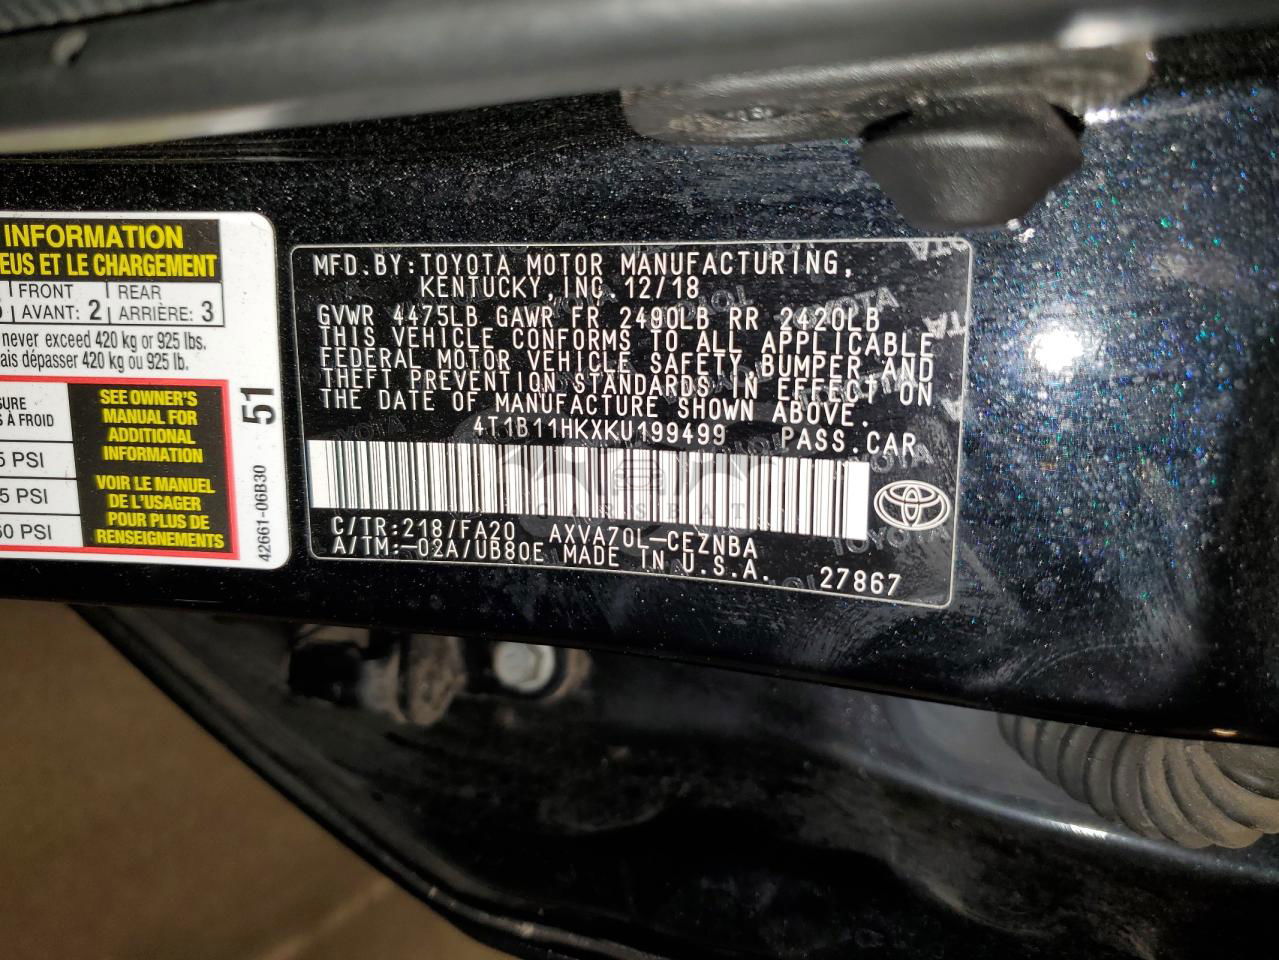 INFORMATION
EUS ET LE CHARGEMENT
FRONT REAR
AVANT: 2 ARRIÈRE: 3
never exceed 420 kg or 925 lbs.
ais dépasser 420 kg ou 925 lb.
SURE
À FROID
5 PSI
5 PSI
60 PSI
SEE OWNER'S
MANUAL FOR
ADDITIONAL
INFORMATION
VOIR LE MANUEL
DE L'USAGER
POUR PLUS DE
RENSEIGNEMENTS
51
42661-06B30
MFD.BY:TOYOTA MOTOR MANUFACTURING,
KENTUCKY,INC.12/18
GVWR 4475LB GAWR FR 2490LB RR 2420LB
THIS VEHICLE CONFORMS TO ALL APPLICABLE
FEDERAL MOTOR VEHICLE SAFETY,BUMPER AND
THEFT PREVENTION STANDARDS IN EFFECT ON
THE DATE OF MANUFACTURE SHOWN ABOVE.
4T1B11HKXKU199499 PASS.CAR
CARSBAT
C/TR:218/FA20 AXVA70L-CEZNBA
A/TM:-02A/UB80E MADE IN U.S.A. 27867
TOYOTA